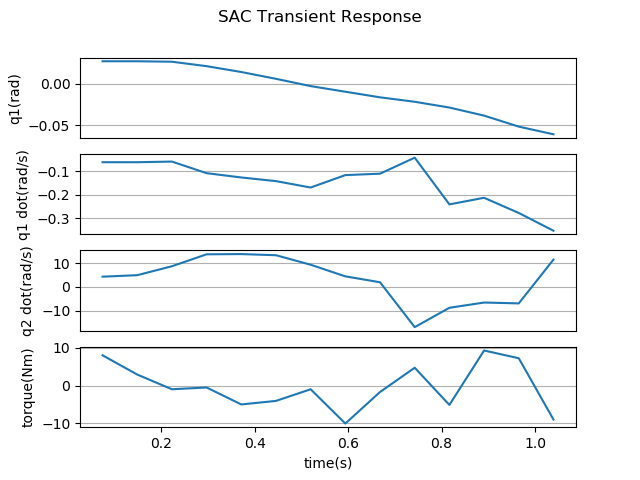 SAC Transient Response
q1(rad)
0.00
−0.05
q1 dot(rad/s)
−0.1
−0.2
−0.3
q2 dot(rad/s)
10
0
−10
torque(Nm)
10
0
−10
0.2 0.4 0.6 0.8 1.0
time(s)